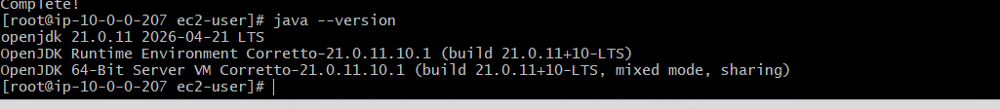 Complete!
[root@ip-10-0-0-207 ec2-user]# java --version
openjdk 21.0.11 2026-04-21 LTS
OpenJDK Runtime Environment Corretto-21.0.11.10.1 (build 21.0.11+10-LTS)
OpenJDK 64-Bit Server VM Corretto-21.0.11.10.1 (build 21.0.11+10-LTS, mixed mode, sharing)
[root@ip-10-0-0-207 ec2-user]#